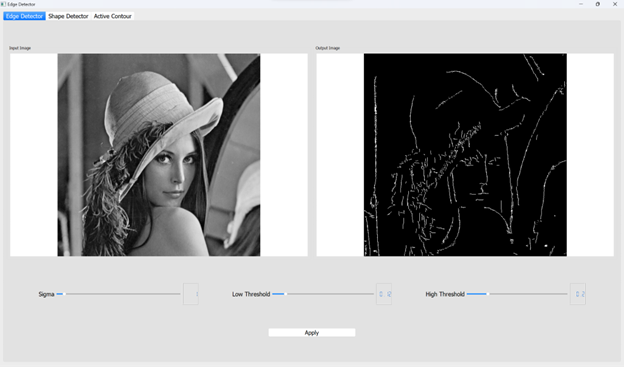 Edge Detector
Edge Detector Shape Detector Active Contour
Input Image Output Image
Sigma Low Threshold High Threshold
Apply